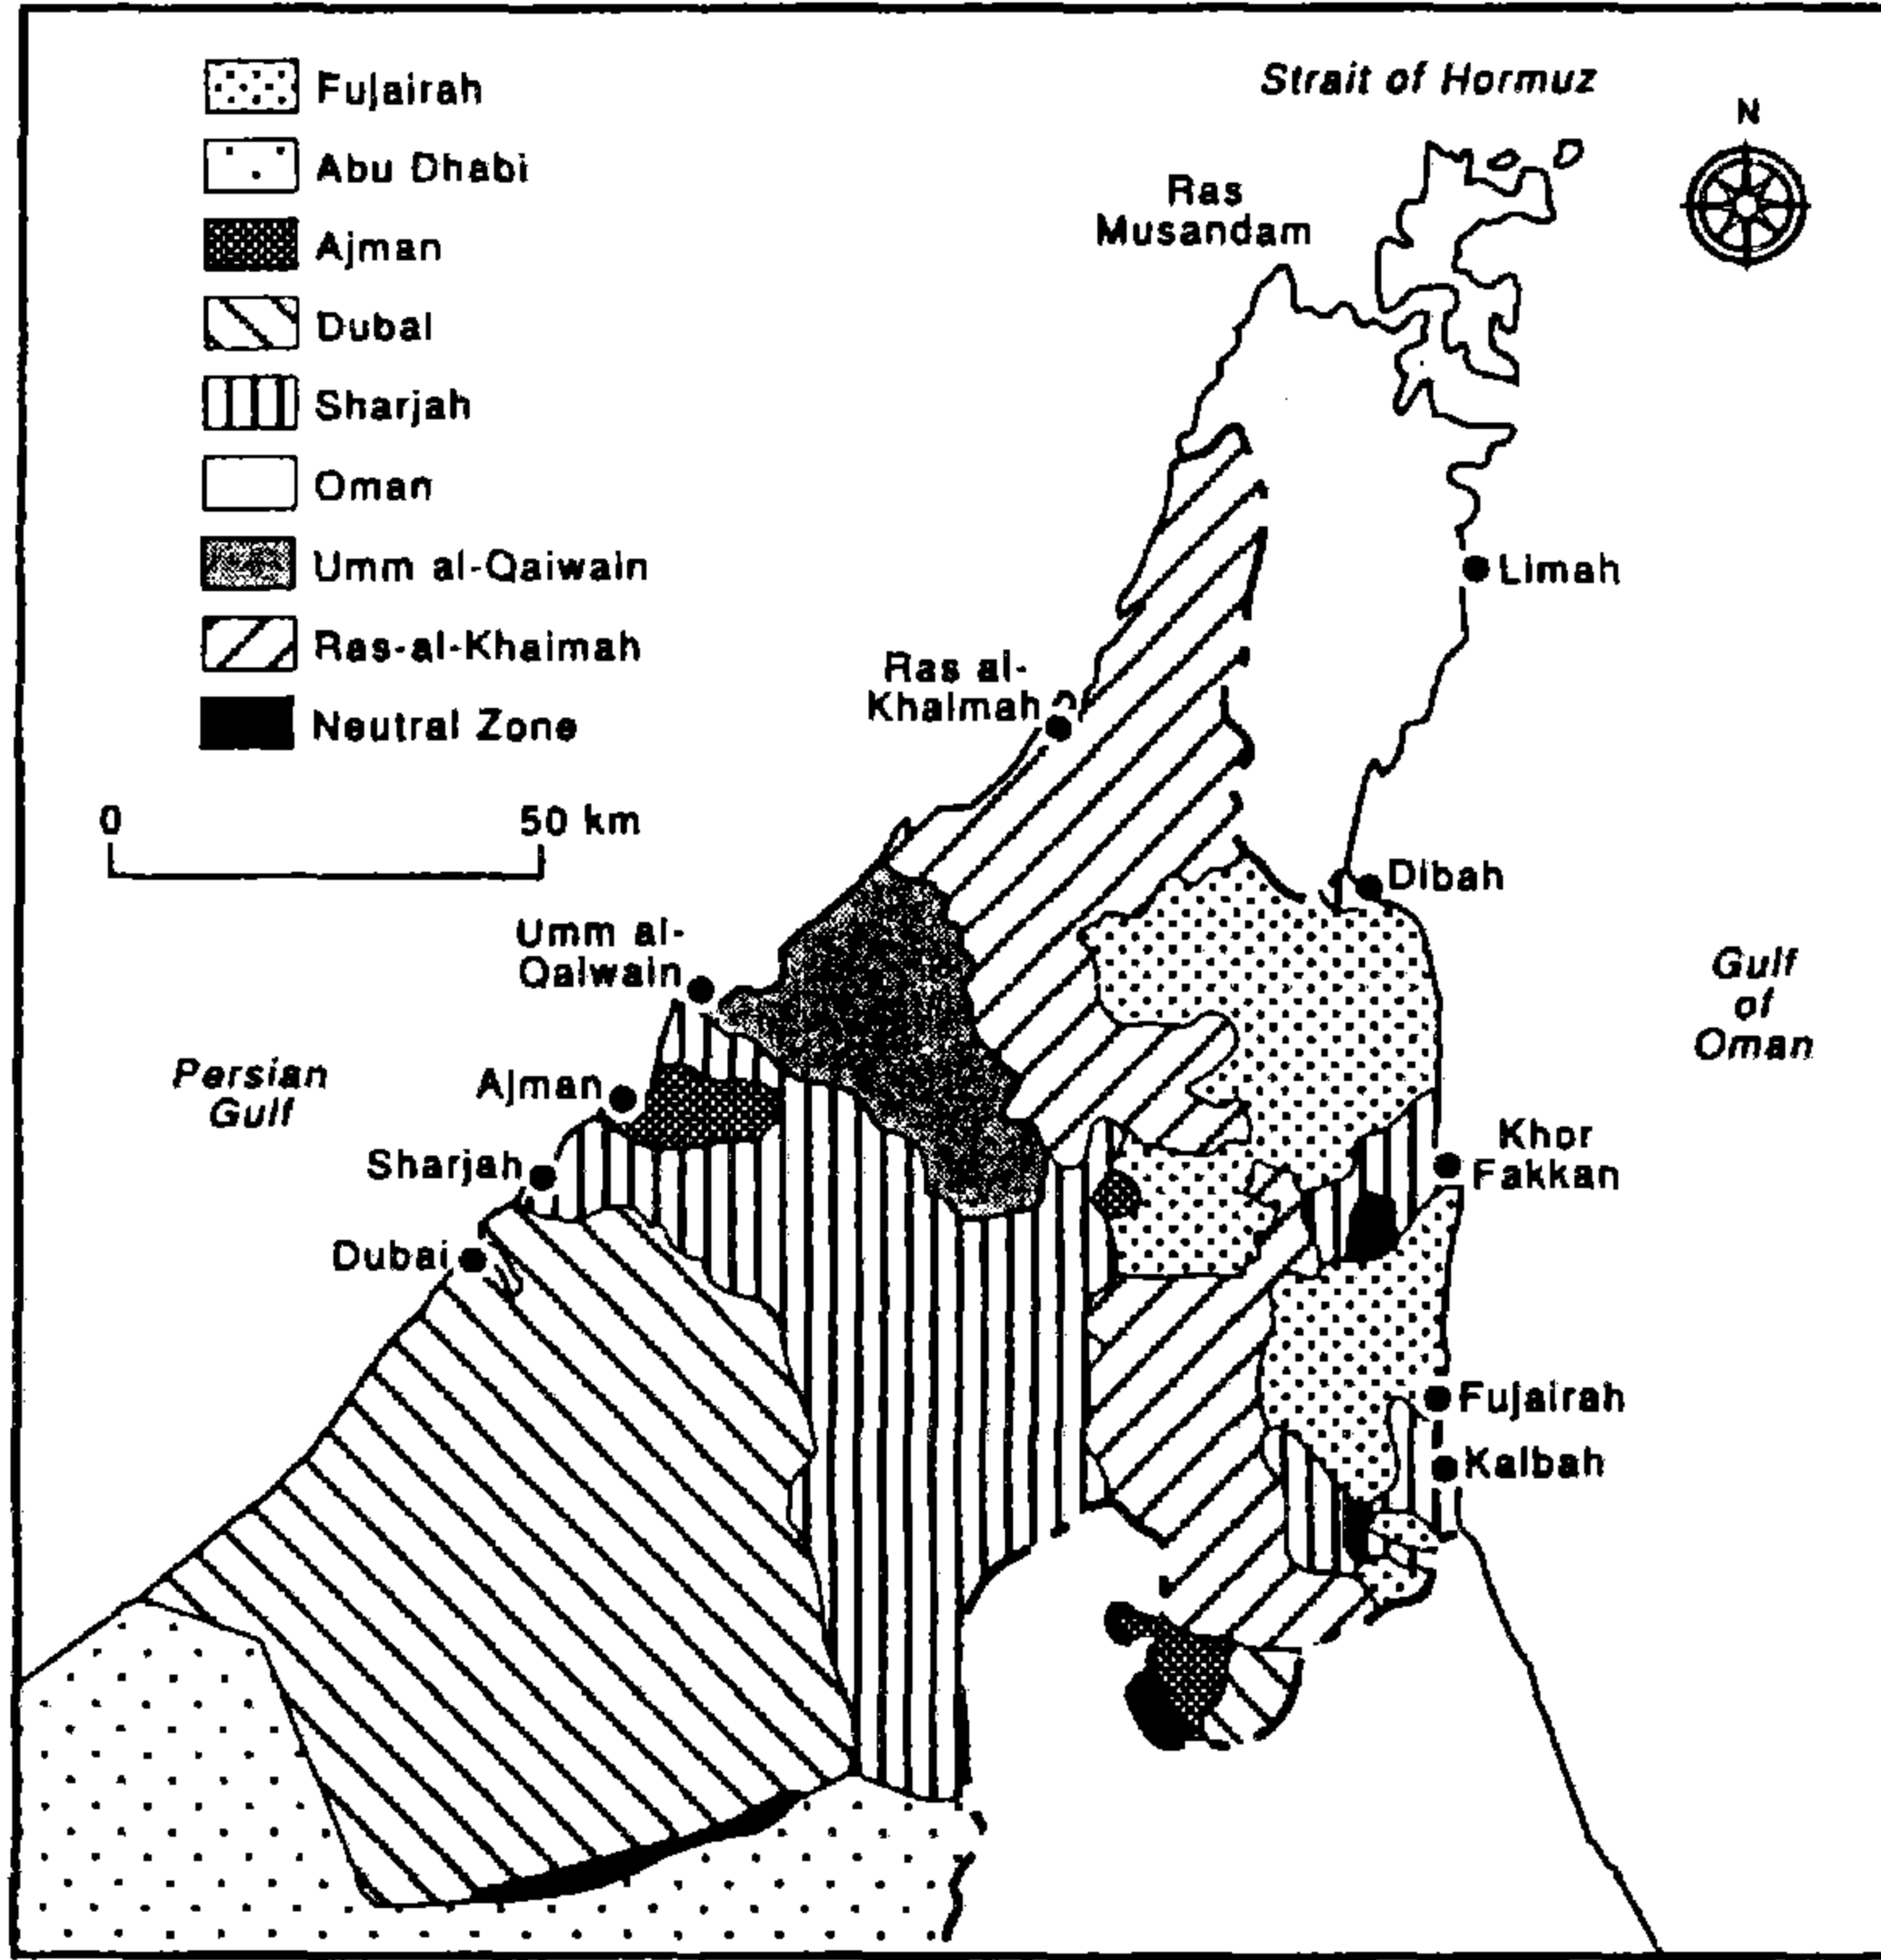 Fujairah
Abu Dhabi
Ajman
Dubai
Sharjah
Oman
Umm al-Qaiwain
Ras-al-Khaimah
Neutral Zone
0 50 km
Strait of Hormuz
N
Ras
Musandam
Limah
Ras al-
Khaimah
Dibah
Umm al-
Qaiwain
Gulf
of
Oman
Persian
Gulf
Ajman
Khor
Fakkan
Sharjah
Dubai
Fujairah
Kalbah